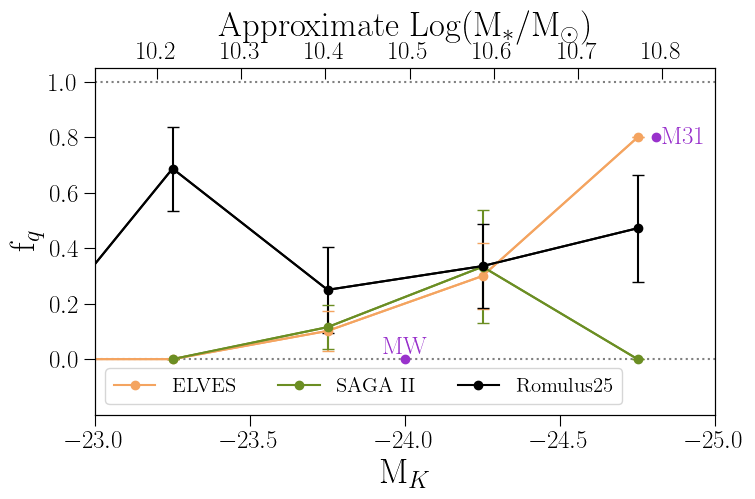 Approximate Log(M*/M☉)
10.2 10.3 10.4 10.5 10.6 10.7 10.8
1.0
0.8
0.6
0.4
0.2
0.0
f_q
M31
MW
ELVES SAGA II Romulus25
−23.0 −23.5 −24.0 −24.5 −25.0
M_K